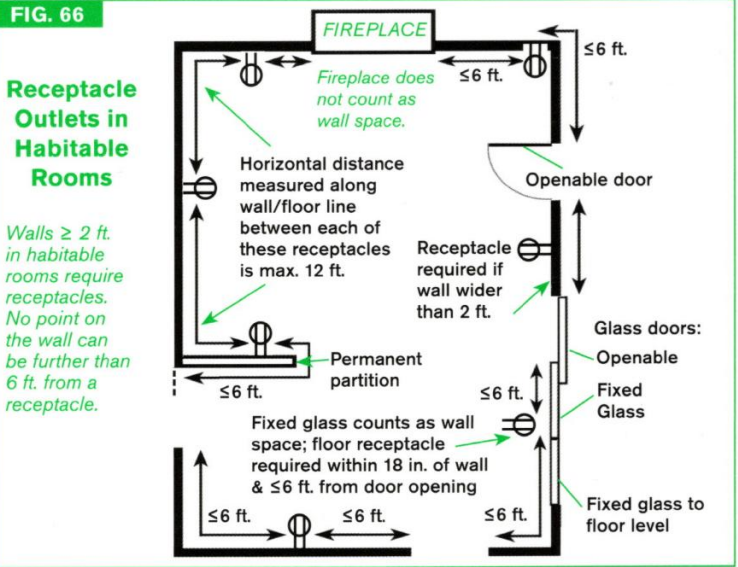 FIG. 66
Receptacle
Outlets in
Habitable
Rooms
Walls ≥ 2 ft.
in habitable
rooms require
receptacles.
No point on
the wall can
be further than
6 ft. from a
receptacle.
FIREPLACE
Fireplace does
not count as
wall space.
≤6 ft.
≤6 ft.
Horizontal distance
measured along
wall/floor line
between each of
these receptacles
is max. 12 ft.
Openable door
Receptacle
required if
wall wider
than 2 ft.
Glass doors:
Openable
Fixed
Glass
Permanent
partition
≤6 ft.
≤6 ft.
Fixed glass counts as wall
space; floor receptacle
required within 18 in. of wall
& ≤6 ft. from door opening
Fixed glass to
floor level
≤6 ft.
≤6 ft.
≤6 ft.